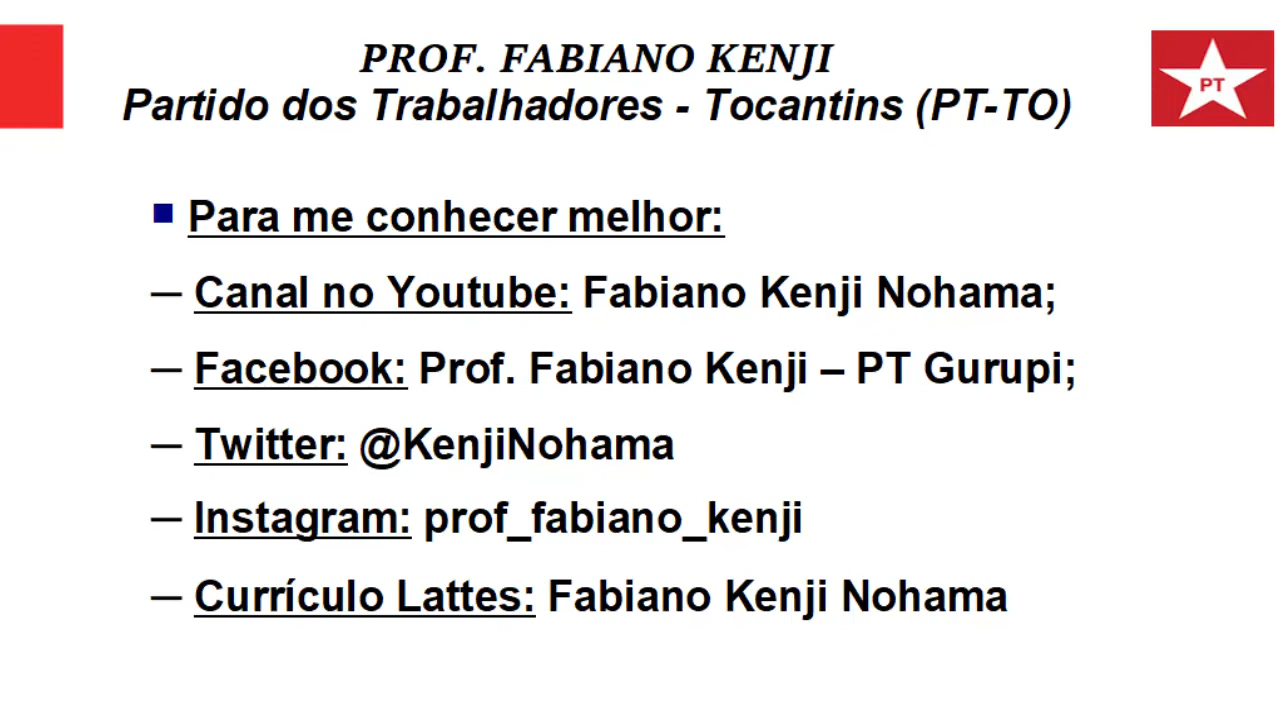 PROF. FABIANO KENJI
Partido dos Trabalhadores - Tocantins (PT-TO)
PT
Para me conhecer melhor:
— Canal no Youtube: Fabiano Kenji Nohama;
— Facebook: Prof. Fabiano Kenji – PT Gurupi;
— Twitter: @KenjiNohama
— Instagram: prof_fabiano_kenji
— Currículo Lattes: Fabiano Kenji Nohama